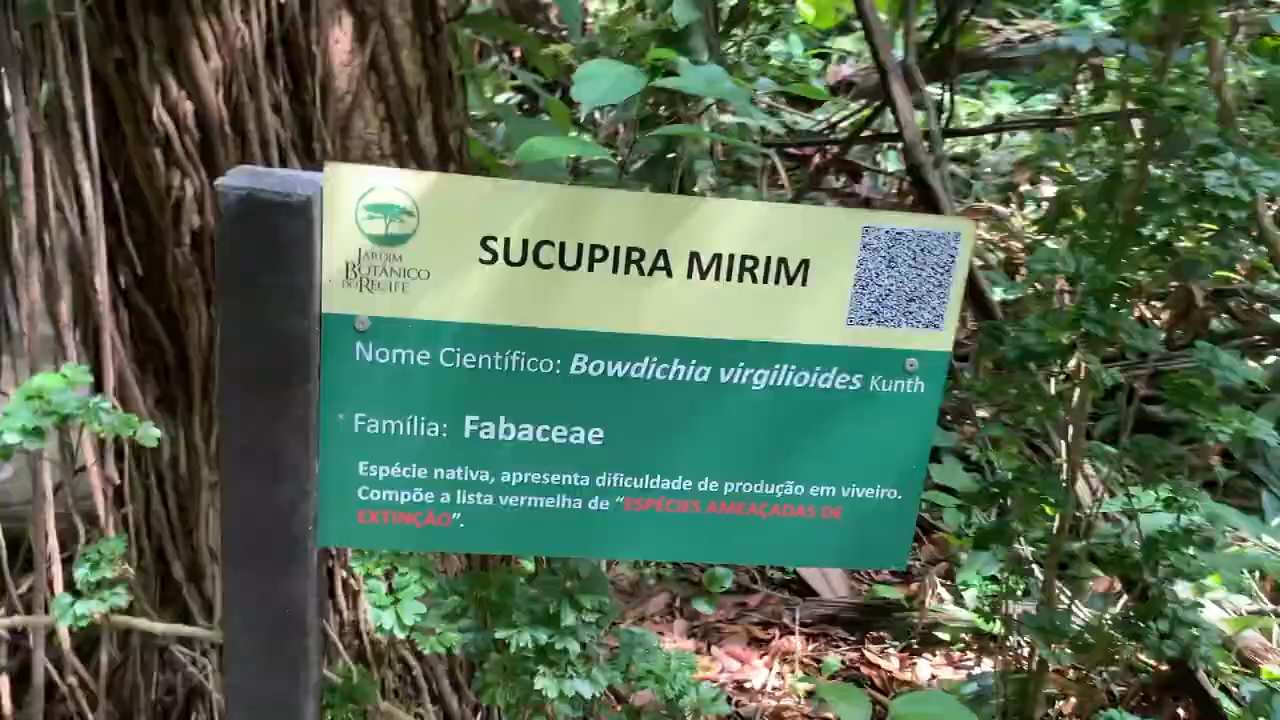 JARDIM
BOTÂNICO
DO RECIFE
SUCUPIRA MIRIM
Nome Científico: Bowdichia virgilioides Kunth
Família: Fabaceae
Espécie nativa, apresenta dificuldade de produção em viveiro.
Compõe a lista vermelha de “ESPÉCIES AMEAÇADAS DE
EXTINÇÃO”.